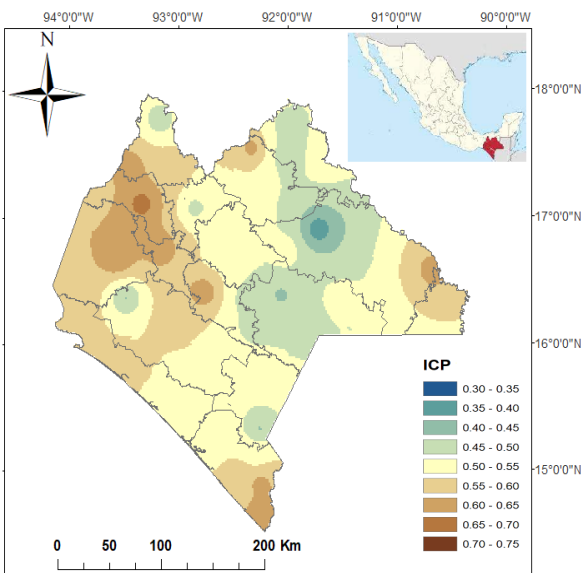 94°0'0"W 93°0'0"W 92°0'0"W 91°0'0"W 90°0'0"W
N
18°0'0"N
17°0'0"N
16°0'0"N
15°0'0"N
ICP
0.30 - 0.35
0.35 - 0.40
0.40 - 0.45
0.45 - 0.50
0.50 - 0.55
0.55 - 0.60
0.60 - 0.65
0.65 - 0.70
0.70 - 0.75
0 50 100 200 Km